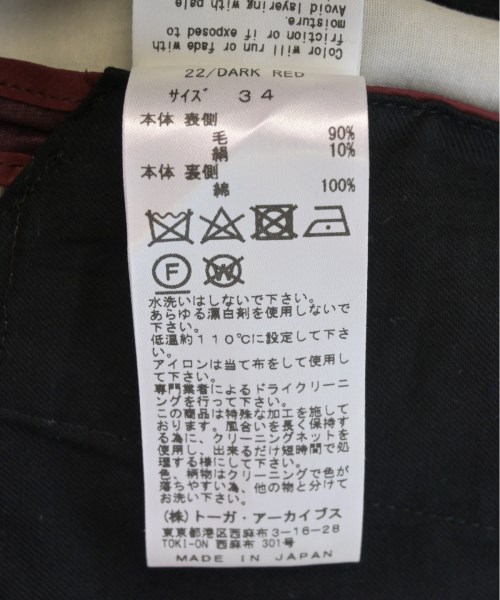 Color will run or fade with
friction or if exposed to
moisture.
Avoid layering with pale
22/DARK RED
サイズ 34
本体 表側
毛 90%
絹 10%
本体 裏側
綿 100%
F W
水洗いはしないで下さい。
あらゆる漂白剤を使用しないで
下さい。
低温約110℃に設定して下さ
い。
アイロンは当て布をして使用し
て下さい。
専門業者によるドライクリーニ
ングを行って下さい。
この商品は特殊な加工を施して
おります。風合いを長く保持す
る為に、クリーニングネットを
使用し、出来るだけ短時間で処
理する様にして下さい。
色、柄物はクリーニングで色が
落ちやすい為、他の物と分けて
お洗い下さい。
(株)トーガ・アーカイブス
東京都港区西麻布3-16-28
TOKI-ON 西麻布 301号
MADE IN JAPAN